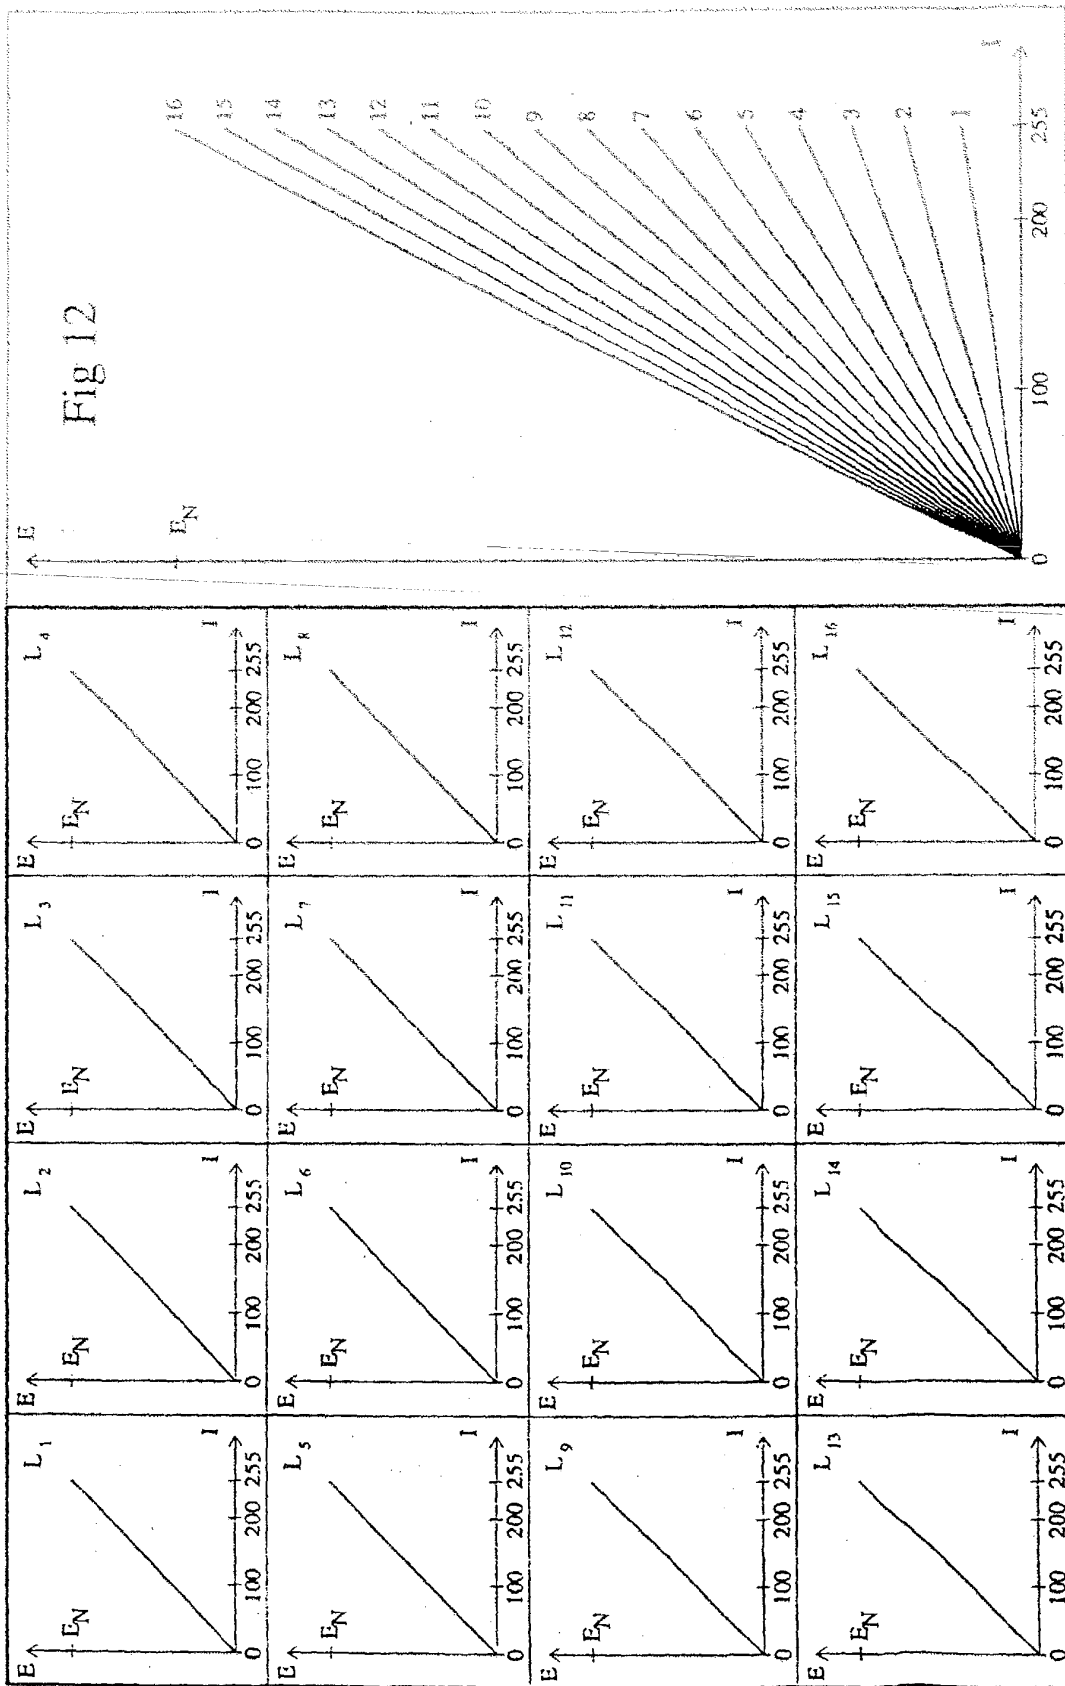 Fig 12
E
E_N
16
15
14
13
12
11
10
9
8
7
6
5
4
3
2
1
0 100 200 255
I
E E_N L_4 I
0 100 200 255
E E_N L_8 I
0 100 200 255
E E_N L_12 I
0 100 200 255
E E_N L_16 I
0 100 200 255
E E_N L_3 I
0 100 200 255
E E_N L_7 I
0 100 200 255
E E_N L_11 I
0 100 200 255
E E_N L_15 I
0 100 200 255
E E_N L_2 I
0 100 200 255
E E_N L_6 I
0 100 200 255
E E_N L_10 I
0 100 200 255
E E_N L_14 I
0 100 200 255
E E_N L_1 I
0 100 200 255
E E_N L_5 I
0 100 200 255
E E_N L_9 I
0 100 200 255
E E_N L_13 I
0 100 200 255